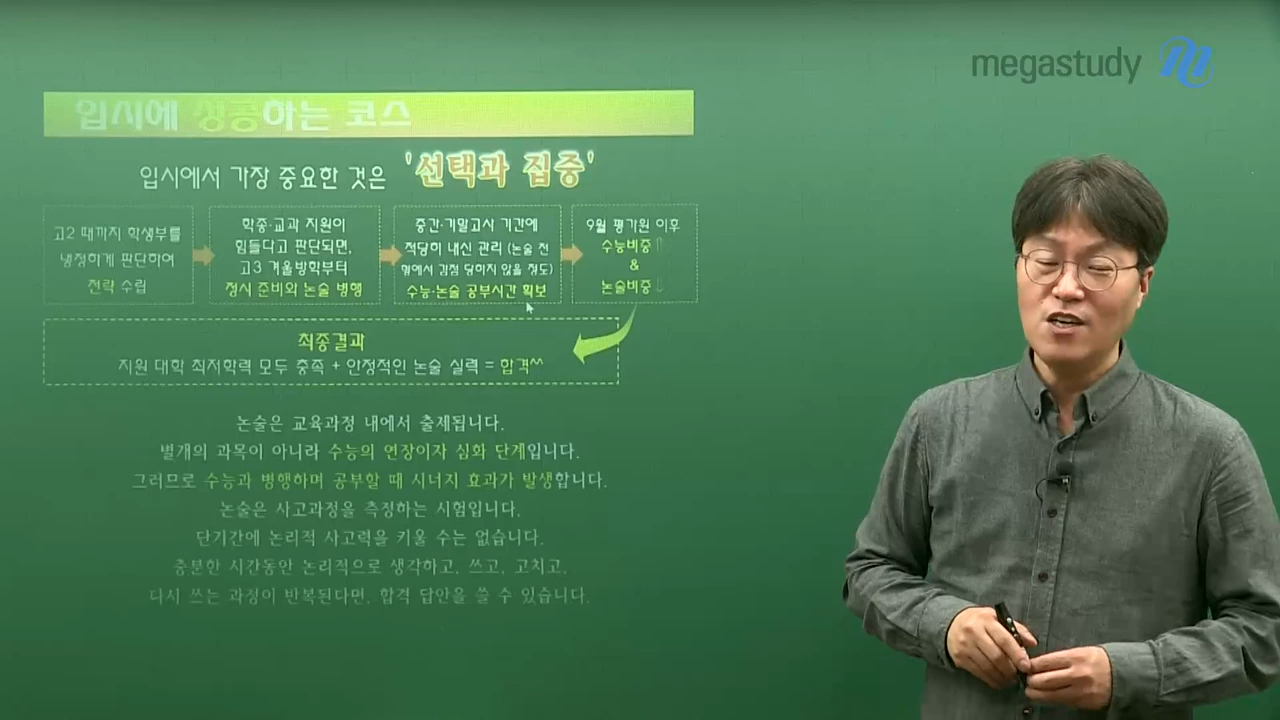 megastudy
입시에 성공하는 코스
입시에서 가장 중요한 것은 '선택과 집중'
고2 때까지 학생부를
냉정하게 판단하여
전략 수립
학종·교과 지원이
힘들다고 판단되면,
고3 겨울방학부터
정시 준비와 논술 병행
중간·기말고사 기간에
적당히 내신 관리 (논술 전
형에서 감점 당하지 않을 정도)
수능·논술 공부시간 확보
9월 평가원 이후
수능비중⇧
&
논술비중⇩
최종결과
지원 대학 최저학력 모두 충족 + 안정적인 논술 실력 = 합격^^
논술은 교육과정 내에서 출제됩니다.
별개의 과목이 아니라 수능의 연장이자 심화 단계입니다.
그러므로 수능과 병행하며 공부할 때 시너지 효과가 발생합니다.
논술은 사고과정을 측정하는 시험입니다.
단기간에 논리적 사고력을 키울 수는 없습니다.
충분한 시간동안 논리적으로 생각하고, 쓰고, 고치고,
다시 쓰는 과정이 반복된다면, 합격 답안을 쓸 수 있습니다.